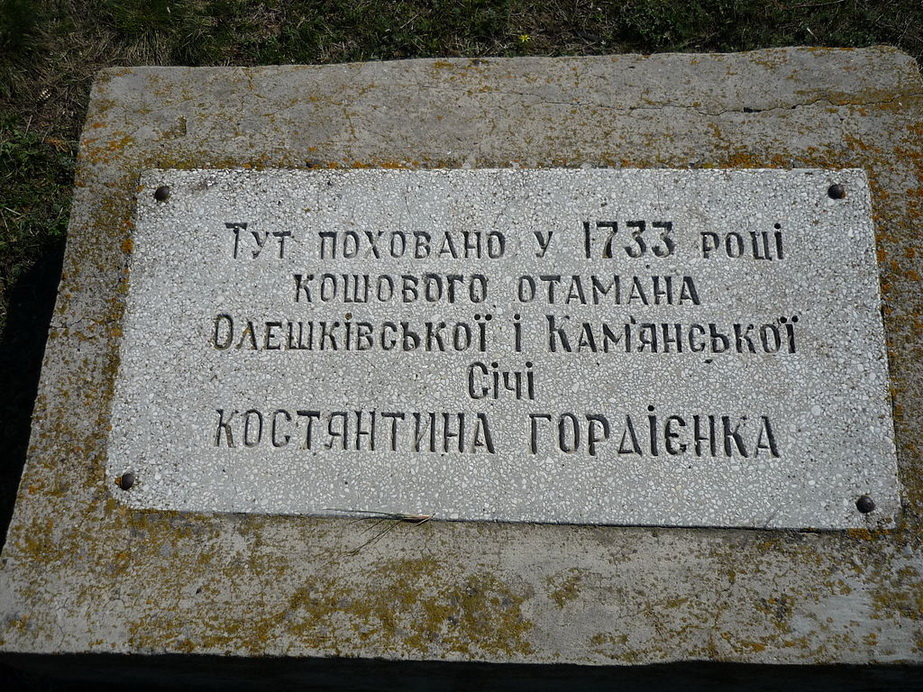 Тут поховано у 1733 році
кошового отамана
Олешківської і Кам'янської
Січі
Костянтина Гордієнка